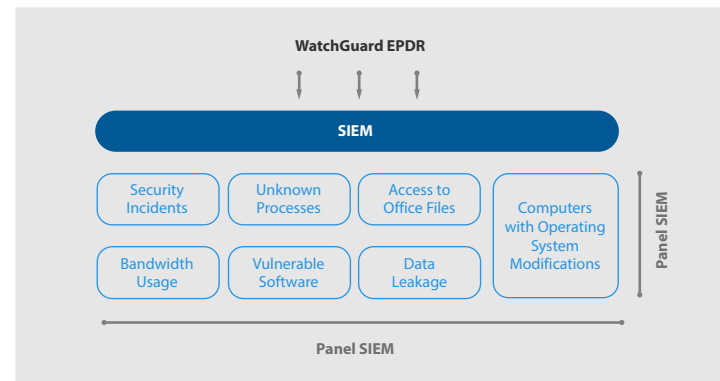 WatchGuard EPDR
SIEM
Security
Incidents
Unknown
Processes
Access to
Office Files
Computers
with Operating
System
Modifications
Bandwidth
Usage
Vulnerable
Software
Data
Leakage
Panel SIEM
Panel SIEM